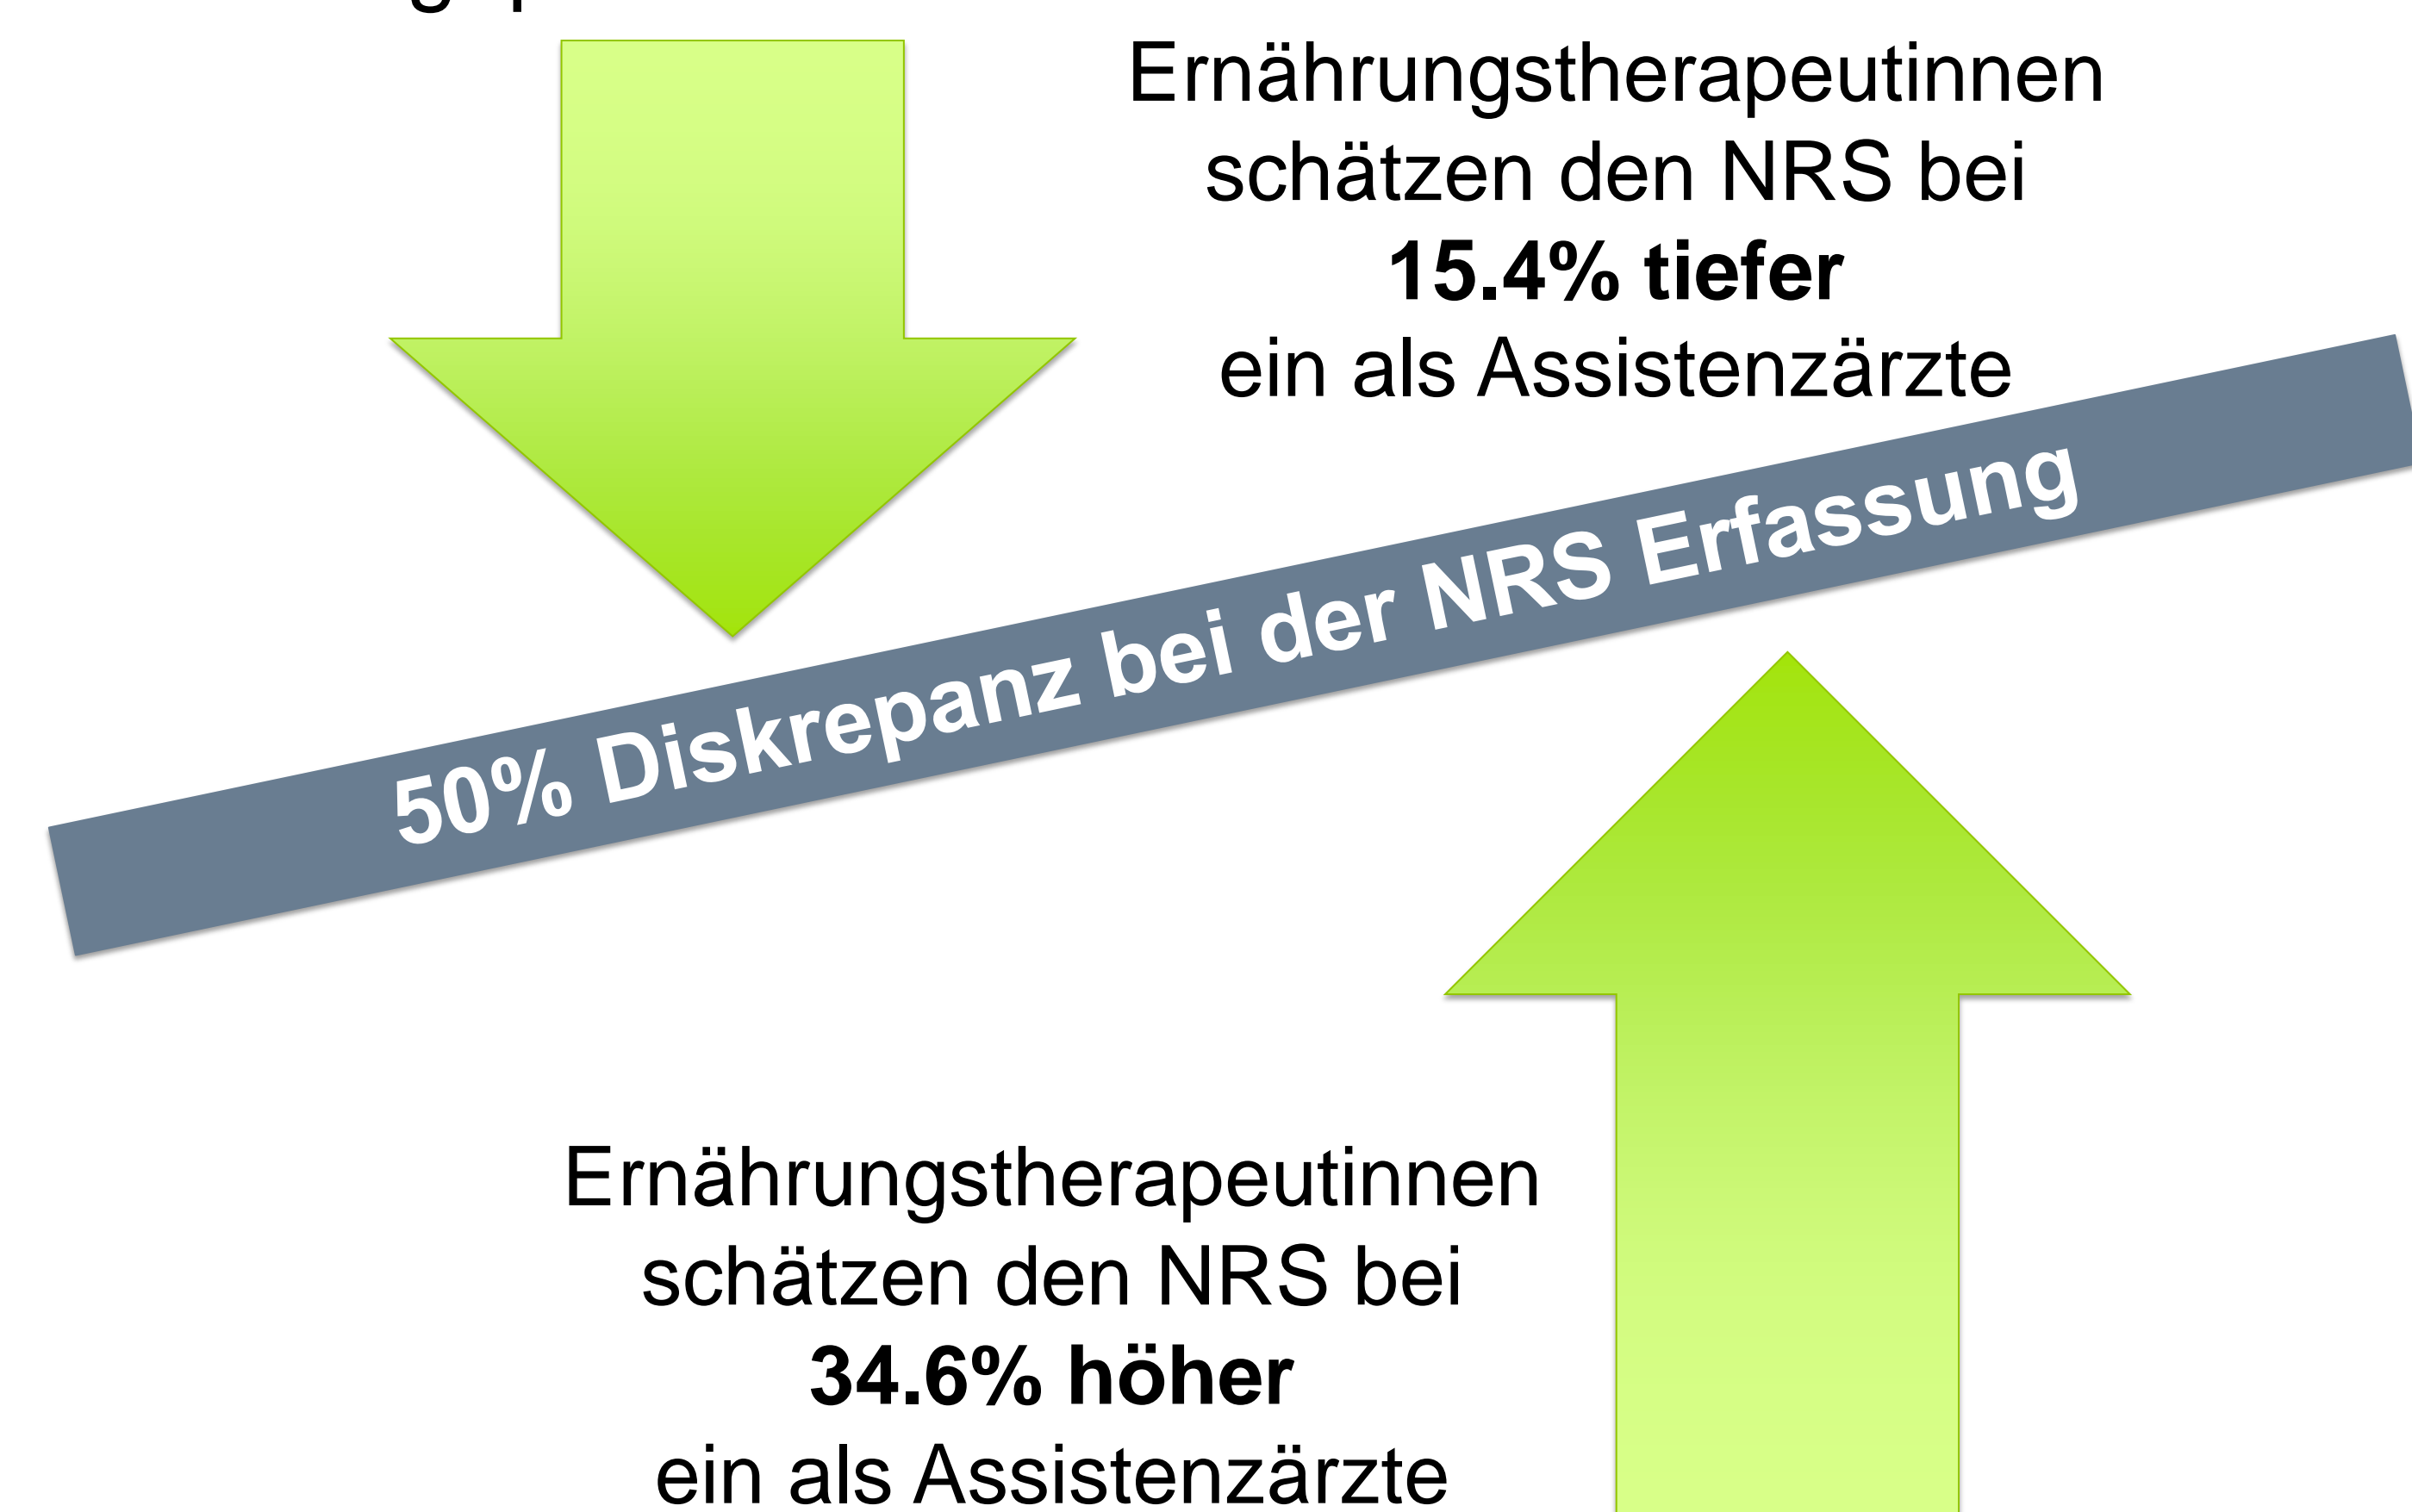 Ernährungstherapeutinnen
schätzen den NRS bei
15.4% tiefer
ein als Assistenzärzte
50% Diskrepanz bei der NRS Erfassung
Ernährungstherapeutinnen
schätzen den NRS bei
34.6% höher
ein als Assistenzärzte